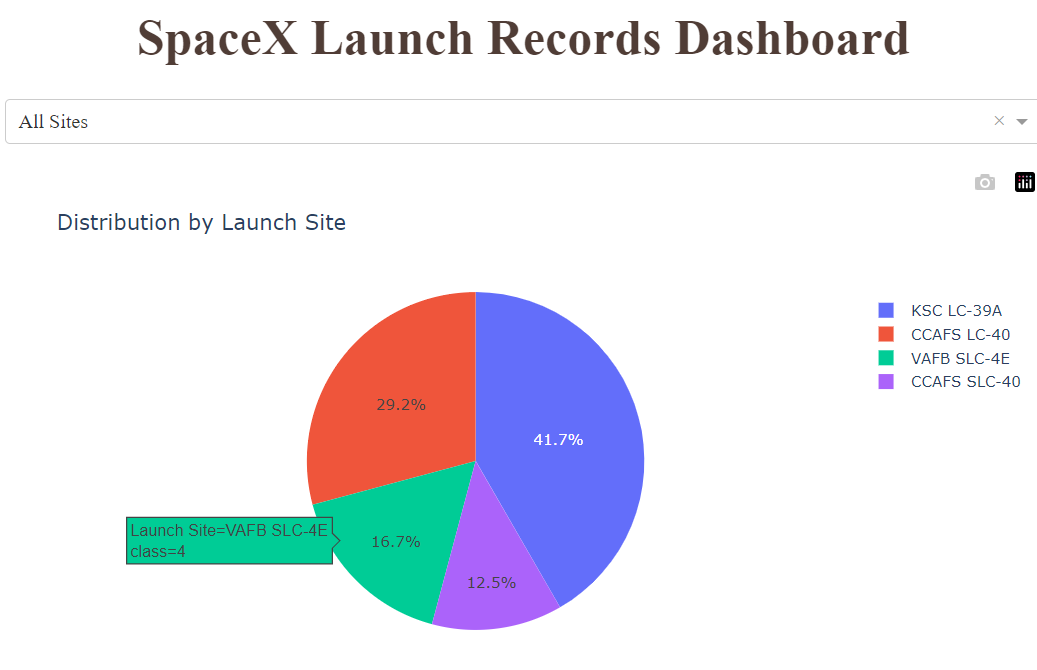 SpaceX Launch Records Dashboard
All Sites
Distribution by Launch Site
KSC LC-39A
CCAFS LC-40
VAFB SLC-4E
CCAFS SLC-40
29.2%
41.7%
Launch Site=VAFB SLC-4E
class=4
16.7%
12.5%